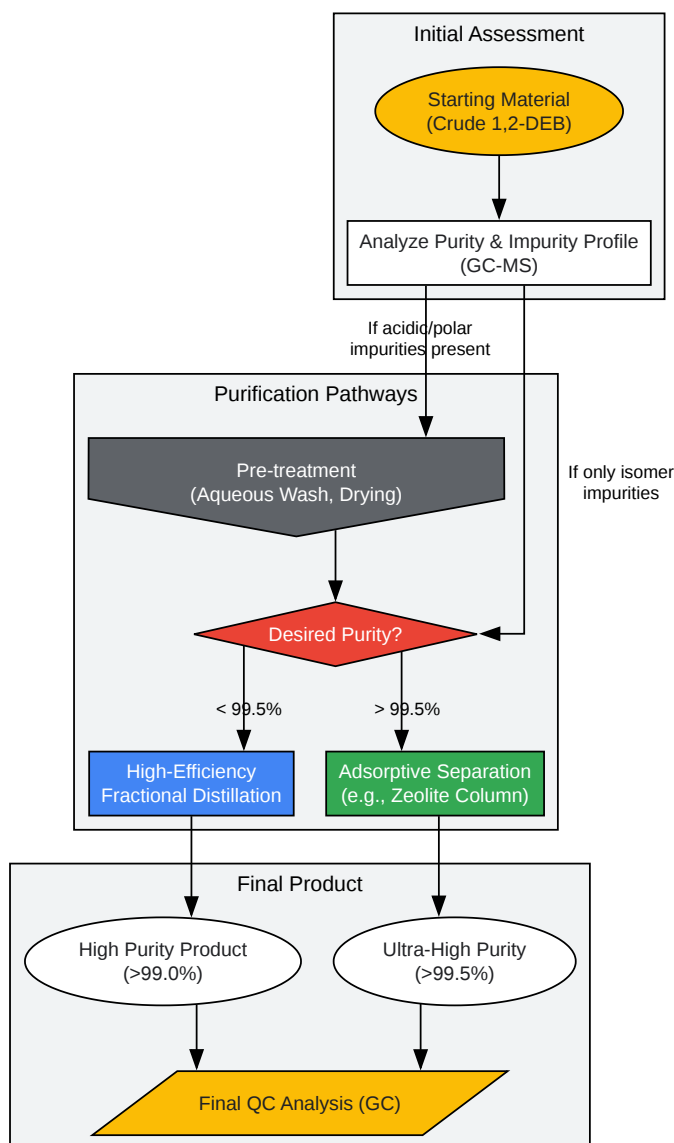 Initial Assessment
Starting Material
(Crude 1,2-DEB)
Analyze Purity & Impurity Profile
(GC-MS)
If acidic/polar
impurities present
Purification Pathways
Pre-treatment
(Aqueous Wash, Drying)
If only isomer
impurities
Desired Purity?
< 99.5%
> 99.5%
High-Efficiency
Fractional Distillation
Adsorptive Separation
(e.g., Zeolite Column)
Final Product
High Purity Product
(>99.0%)
Ultra-High Purity
(>99.5%)
Final QC Analysis (GC)